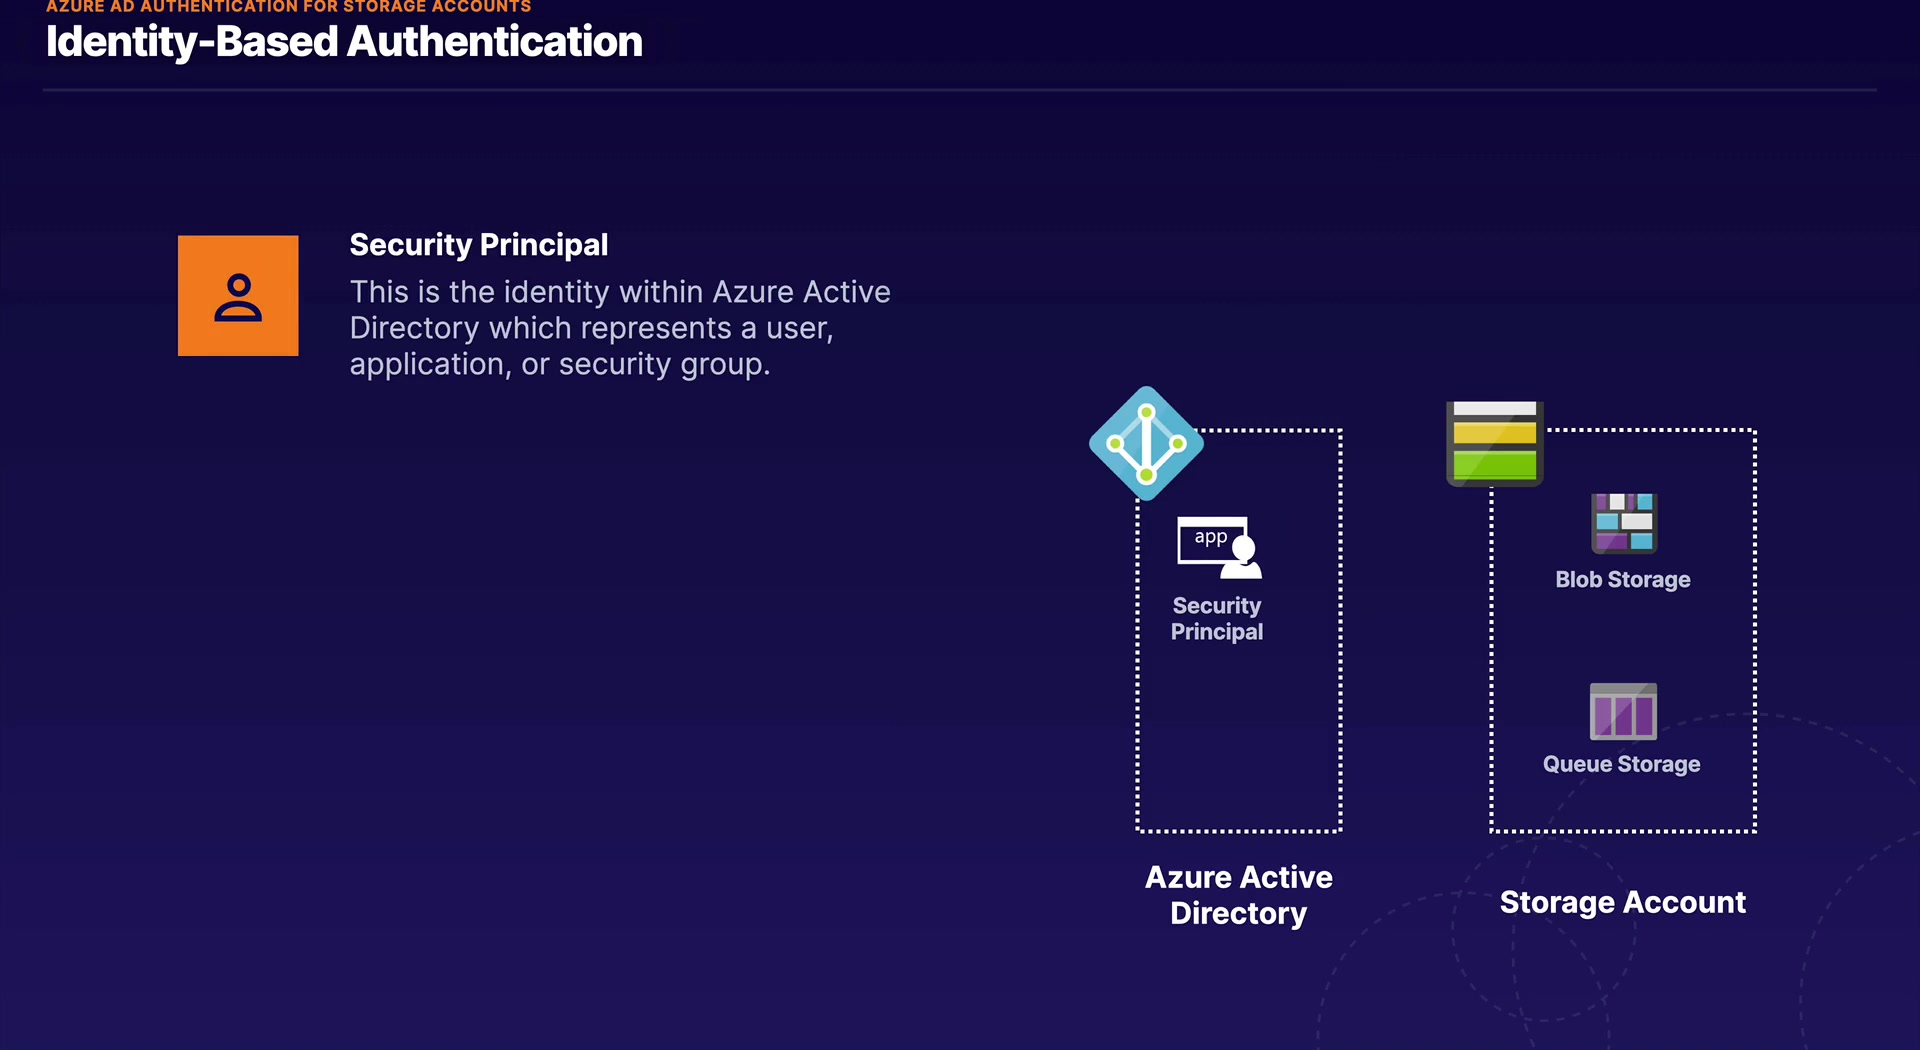 AZURE AD AUTHENTICATION FOR STORAGE ACCOUNTS
Identity-Based Authentication
Security Principal
This is the identity within Azure Active
Directory which represents a user,
application, or security group.
app
Security
Principal
Blob Storage
Queue Storage
Azure Active
Directory
Storage Account